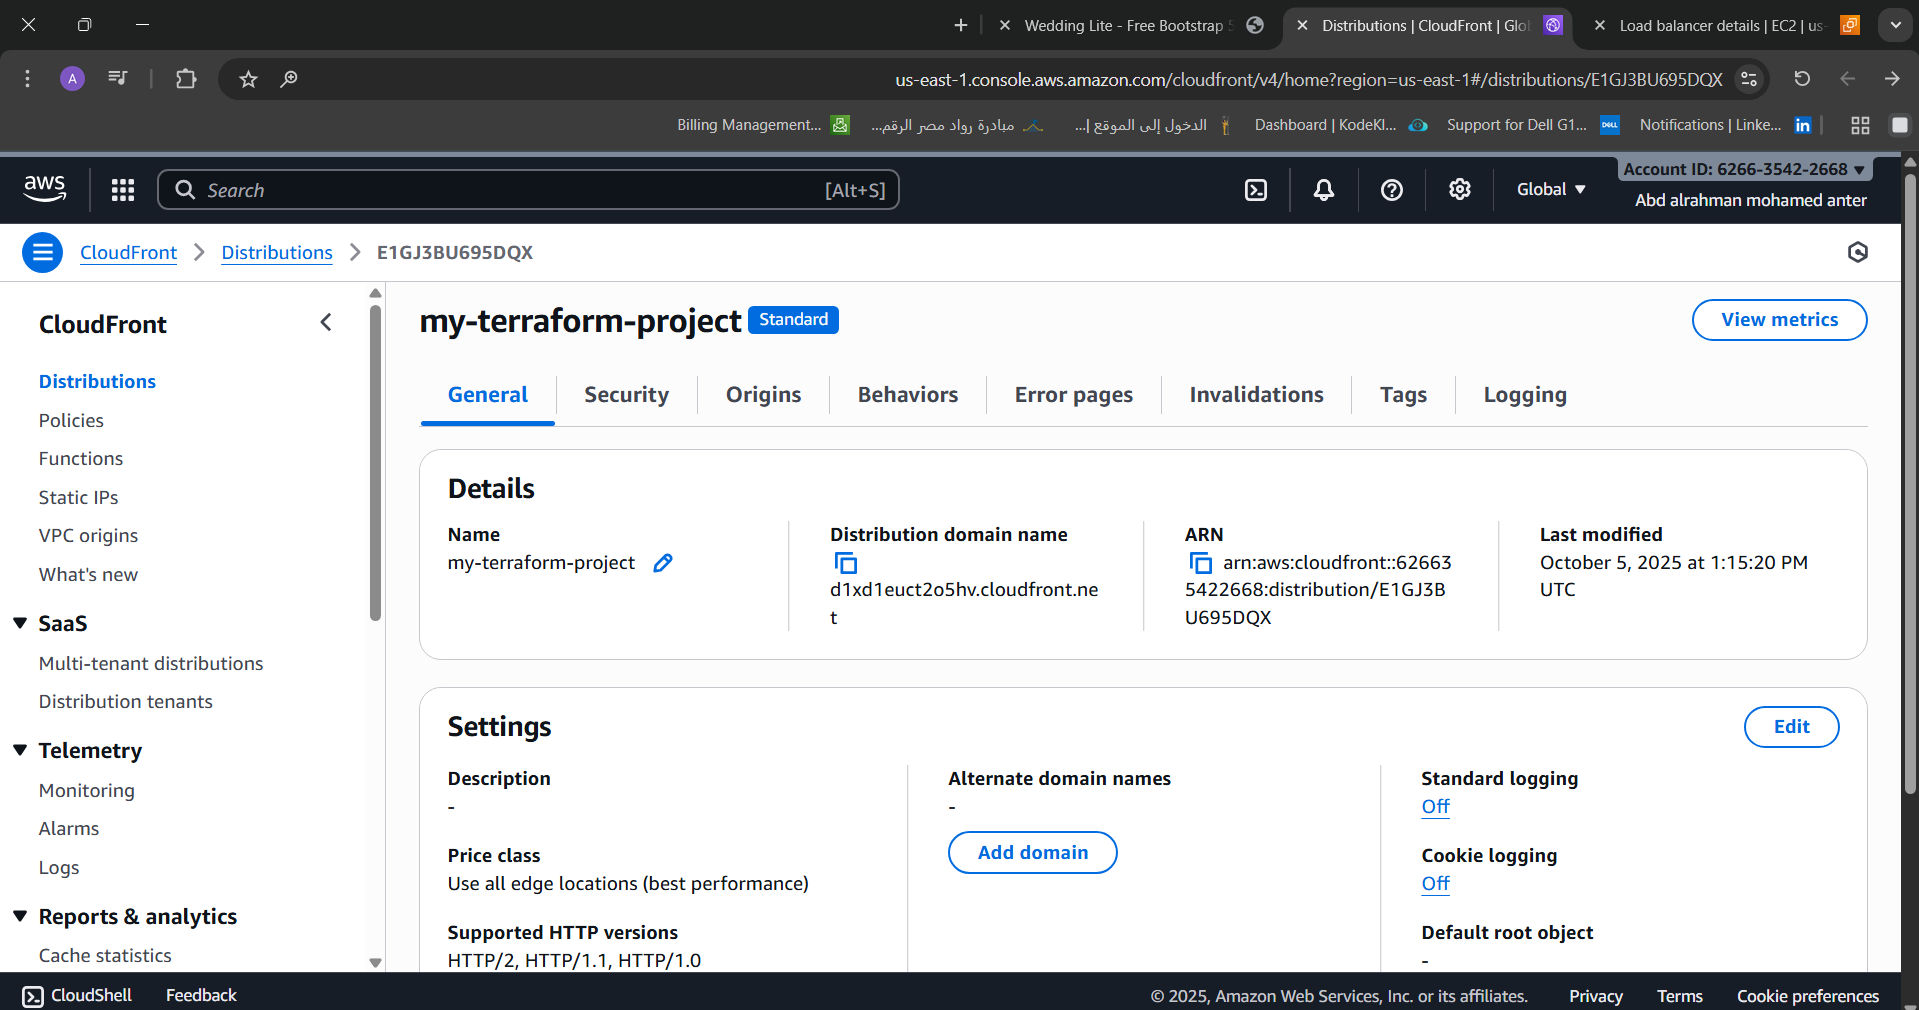 Wedding Lite - Free Bootstrap
Distributions | CloudFront | Glo
Load balancer details | EC2 | us-
A
us-east-1.console.aws.amazon.com/cloudfront/v4/home?region=us-east-1#/distributions/E1GJ3BU695DQX
Billing Management...
مبادرة رواد مصر الرقم...
الدخول إلى الموقع |...
Dashboard | KodeKl...
Support for Dell G1...
DELL
Notifications | Linke...
in
aws
Search
[Alt+S]
Global
Account ID: 6266-3542-2668
Abd alrahman mohamed anter
CloudFront
Distributions
E1GJ3BU695DQX
CloudFront
Distributions
Policies
Functions
Static IPs
VPC origins
What's new
SaaS
Multi-tenant distributions
Distribution tenants
Telemetry
Monitoring
Alarms
Logs
Reports & analytics
Cache statistics
my-terraform-project
Standard
View metrics
General
Security
Origins
Behaviors
Error pages
Invalidations
Tags
Logging
Details
Name
my-terraform-project
Distribution domain name
d1xd1euct2o5hv.cloudfront.ne
t
ARN
arn:aws:cloudfront::62663
5422668:distribution/E1GJ3B
U695DQX
Last modified
October 5, 2025 at 1:15:20 PM
UTC
Settings
Edit
Description
-
Price class
Use all edge locations (best performance)
Supported HTTP versions
HTTP/2, HTTP/1.1, HTTP/1.0
Alternate domain names
-
Add domain
Standard logging
Off
Cookie logging
Off
Default root object
-
CloudShell
Feedback
© 2025, Amazon Web Services, Inc. or its affiliates.
Privacy
Terms
Cookie preferences